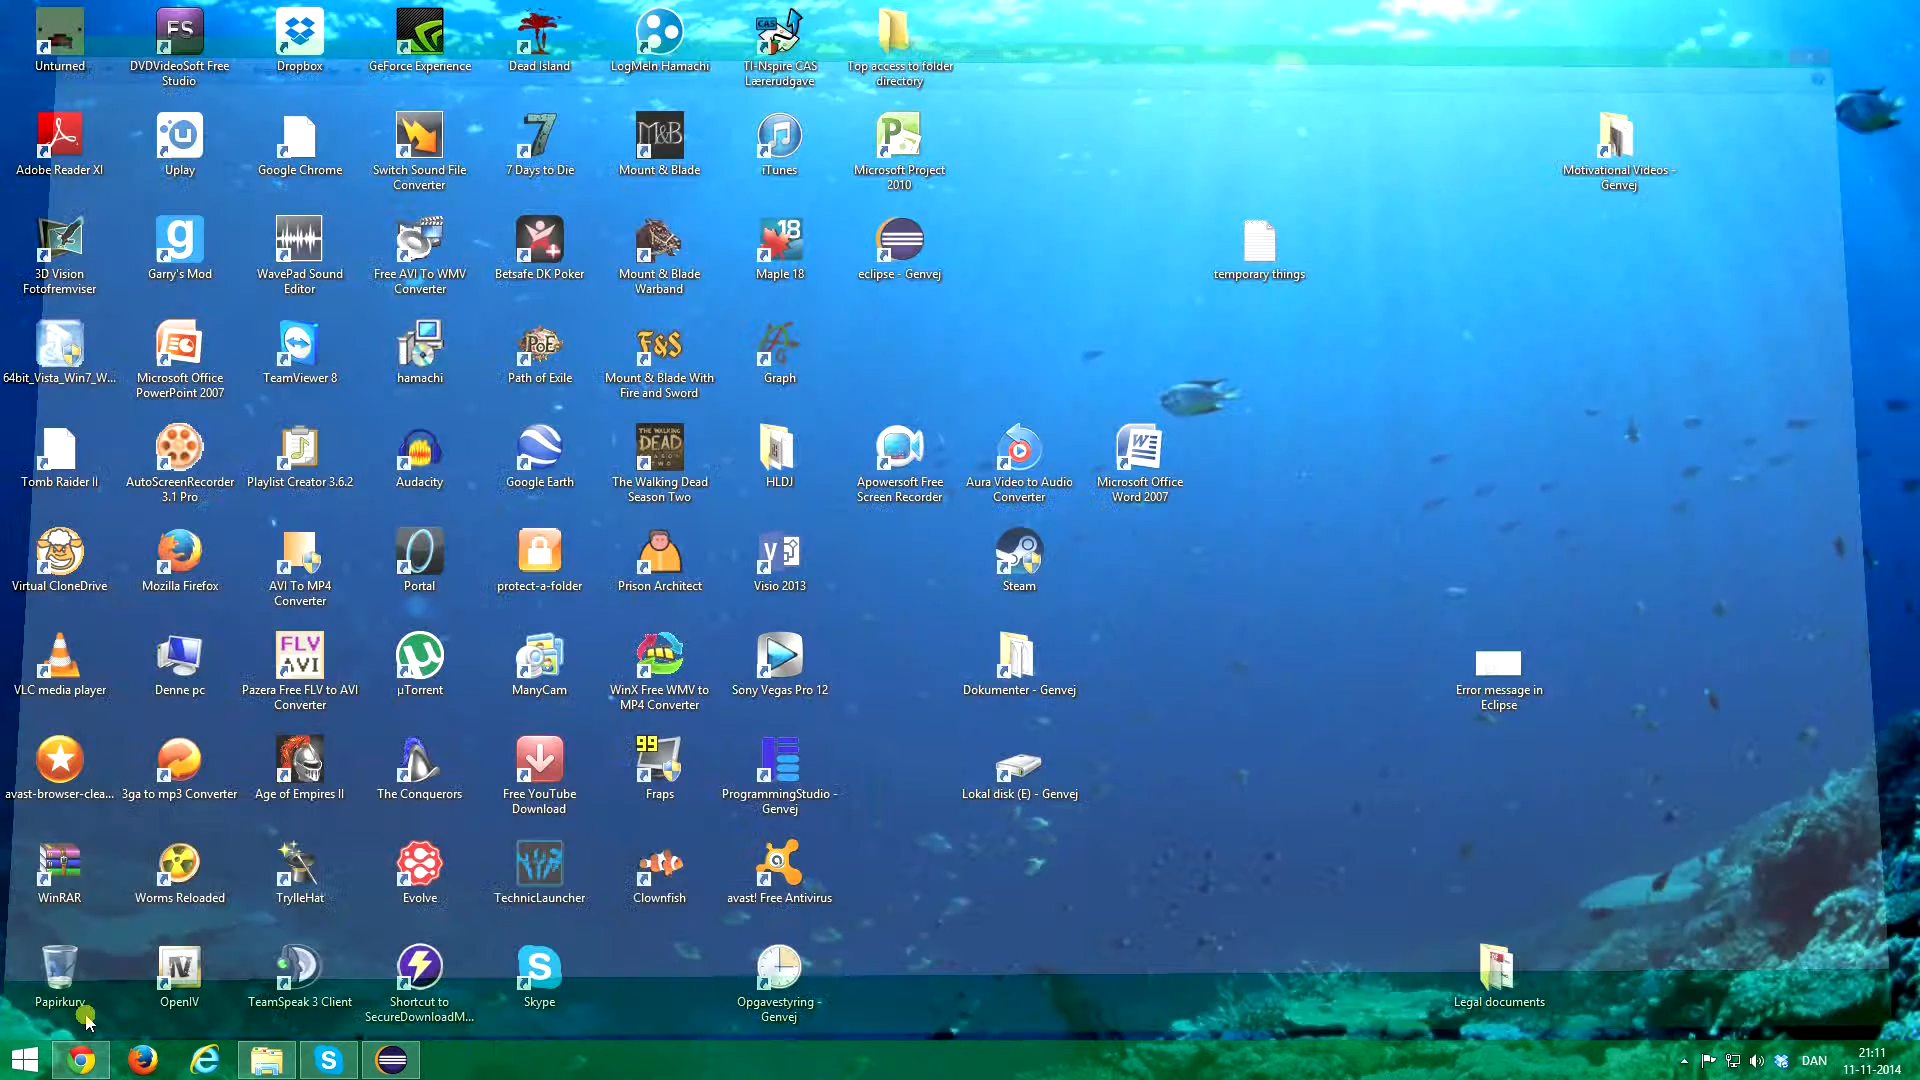 Unturned
DVDVideoSoft Free
Studio
Dropbox
GeForce Experience
Dead Island
LogMeIn Hamachi
TI-Nspire CAS
Lærerudgave
Top access to folder
directory
Adobe Reader XI
Uplay
Google Chrome
Switch Sound File
Converter
7 Days to Die
Mount & Blade
iTunes
Microsoft Project
2010
Motivational Videos -
Genvej
3D Vision
Fotofremviser
Garry's Mod
WavePad Sound
Editor
Free AVI To WMV
Converter
Betsafe DK Poker
Mount & Blade
Warband
Maple 18
eclipse - Genvej
temporary things
64bit_Vista_Win7_W...
Microsoft Office
PowerPoint 2007
TeamViewer 8
hamachi
Path of Exile
Mount & Blade With
Fire and Sword
Graph
Tomb Raider II
AutoScreenRecorder
3.1 Pro
Playlist Creator 3.6.2
Audacity
Google Earth
The Walking Dead
Season Two
HLDJ
Apowersoft Free
Screen Recorder
Aura Video to Audio
Converter
Microsoft Office
Word 2007
Virtual CloneDrive
Mozilla Firefox
AVI To MP4
Converter
Portal
protect-a-folder
Prison Architect
Visio 2013
Steam
VLC media player
Denne pc
Pazera Free FLV to AVI
Converter
µTorrent
ManyCam
WinX Free WMV to
MP4 Converter
Sony Vegas Pro 12
Dokumenter - Genvej
Error message in
Eclipse
avast-browser-clea...
3ga to mp3 Converter
Age of Empires II
The Conquerors
Free YouTube
Download
Fraps
ProgrammingStudio -
Genvej
Lokal disk (E) - Genvej
WinRAR
Worms Reloaded
TrylleHat
Evolve
TechnicLauncher
Clownfish
avast! Free Antivirus
Papirkurv
OpenIV
TeamSpeak 3 Client
Shortcut to
SecureDownloadM...
Skype
Opgavestyring -
Genvej
Legal documents
DAN
21:11
11-11-2014